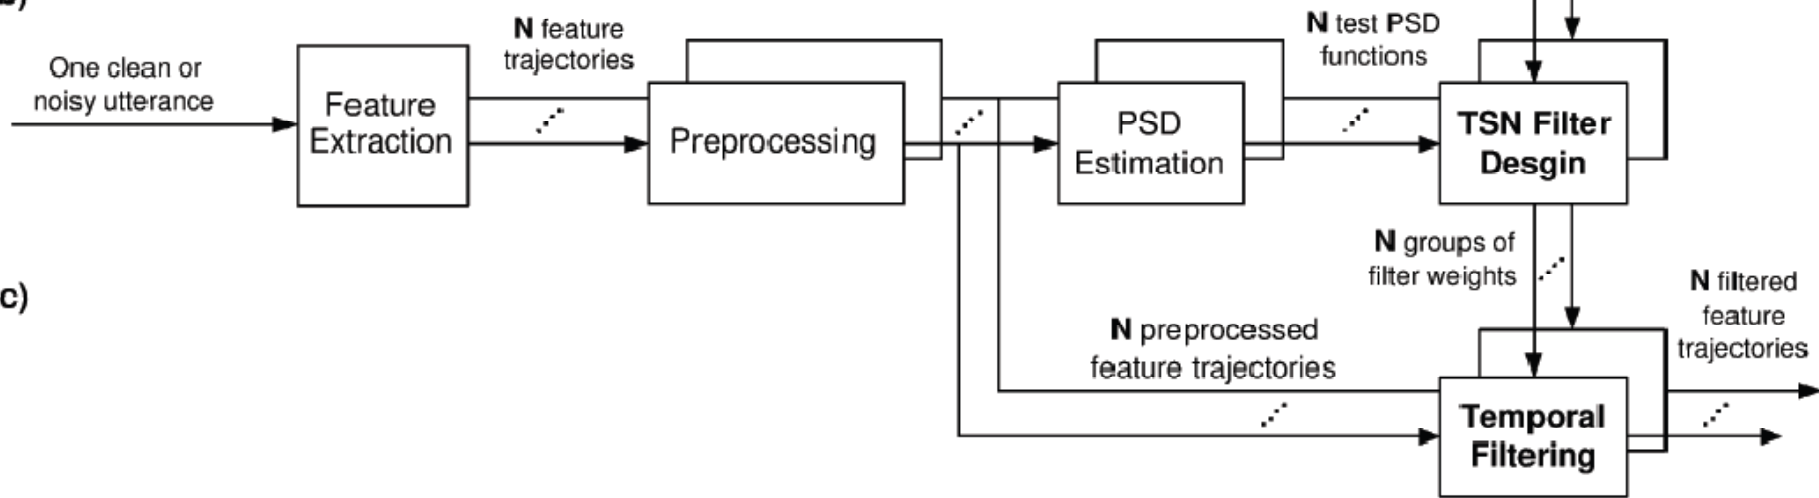 b)
One clean or
noisy utterance
Feature
Extraction
N feature
trajectories
Preprocessing
PSD
Estimation
N test PSD
functions
TSN Filter
Desgin
N groups of
filter weights
c)
N preprocessed
feature trajectories
Temporal
Filtering
N filtered
feature
trajectories